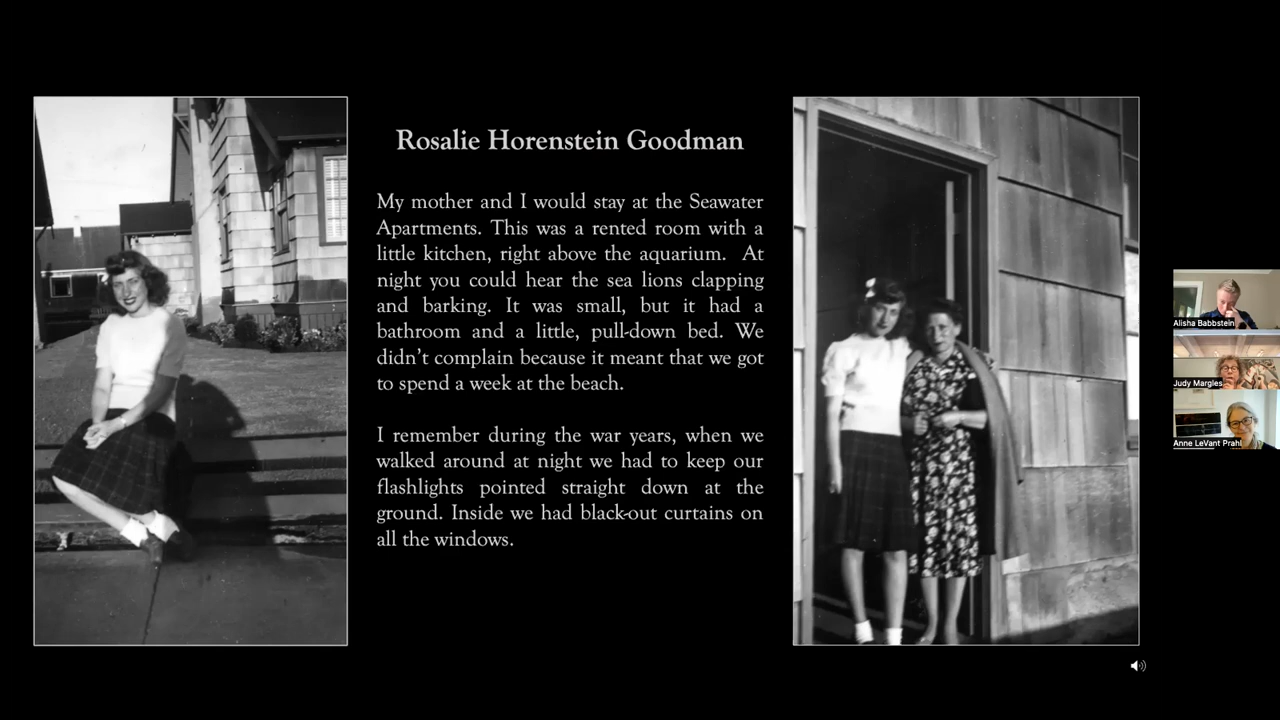 Rosalie Horenstein Goodman
My mother and I would stay at the Seawater
Apartments. This was a rented room with a
little kitchen, right above the aquarium. At
night you could hear the sea lions clapping
and barking. It was small, but it had a
bathroom and a little, pull-down bed. We
didn’t complain because it meant that we got
to spend a week at the beach.
I remember during the war years, when we
walked around at night we had to keep our
flashlights pointed straight down at the
ground. Inside we had black-out curtains on
all the windows.
Alisha Babbstein
Judy Margles
Anne LeVant Prahl